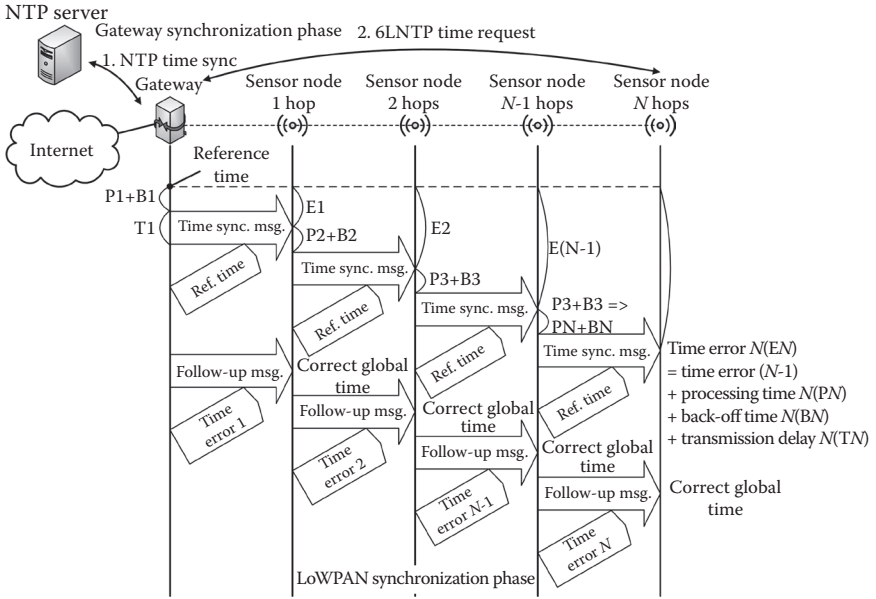 NTP server
Gateway synchronization phase
2. 6LNTP time request
1. NTP time sync
Gateway
Sensor node
1 hop
Sensor node
2 hops
Sensor node
N-1 hops
Sensor node
N hops
Internet
Reference
time
P1+B1
T1
Time sync. msg.
E1
P2+B2
E2
E(N-1)
Ref. time
Time sync. msg.
P3+B3
Ref. time
Time sync. msg.
P3+B3 =>
PN+BN
Ref. time
Time sync. msg.
Ref. time
Time error N(EN)
= time error (N-1)
+ processing time N(PN)
+ back-off time N(BN)
+ transmission delay N(TN)
Follow-up msg.
Correct global
time
Time
error 1
Follow-up msg.
Correct global
time
Time
error 2
Follow-up msg.
Correct global
time
Time
error N-1
Follow-up msg.
Correct global
time
Time
error N
LoWPAN synchronization phase